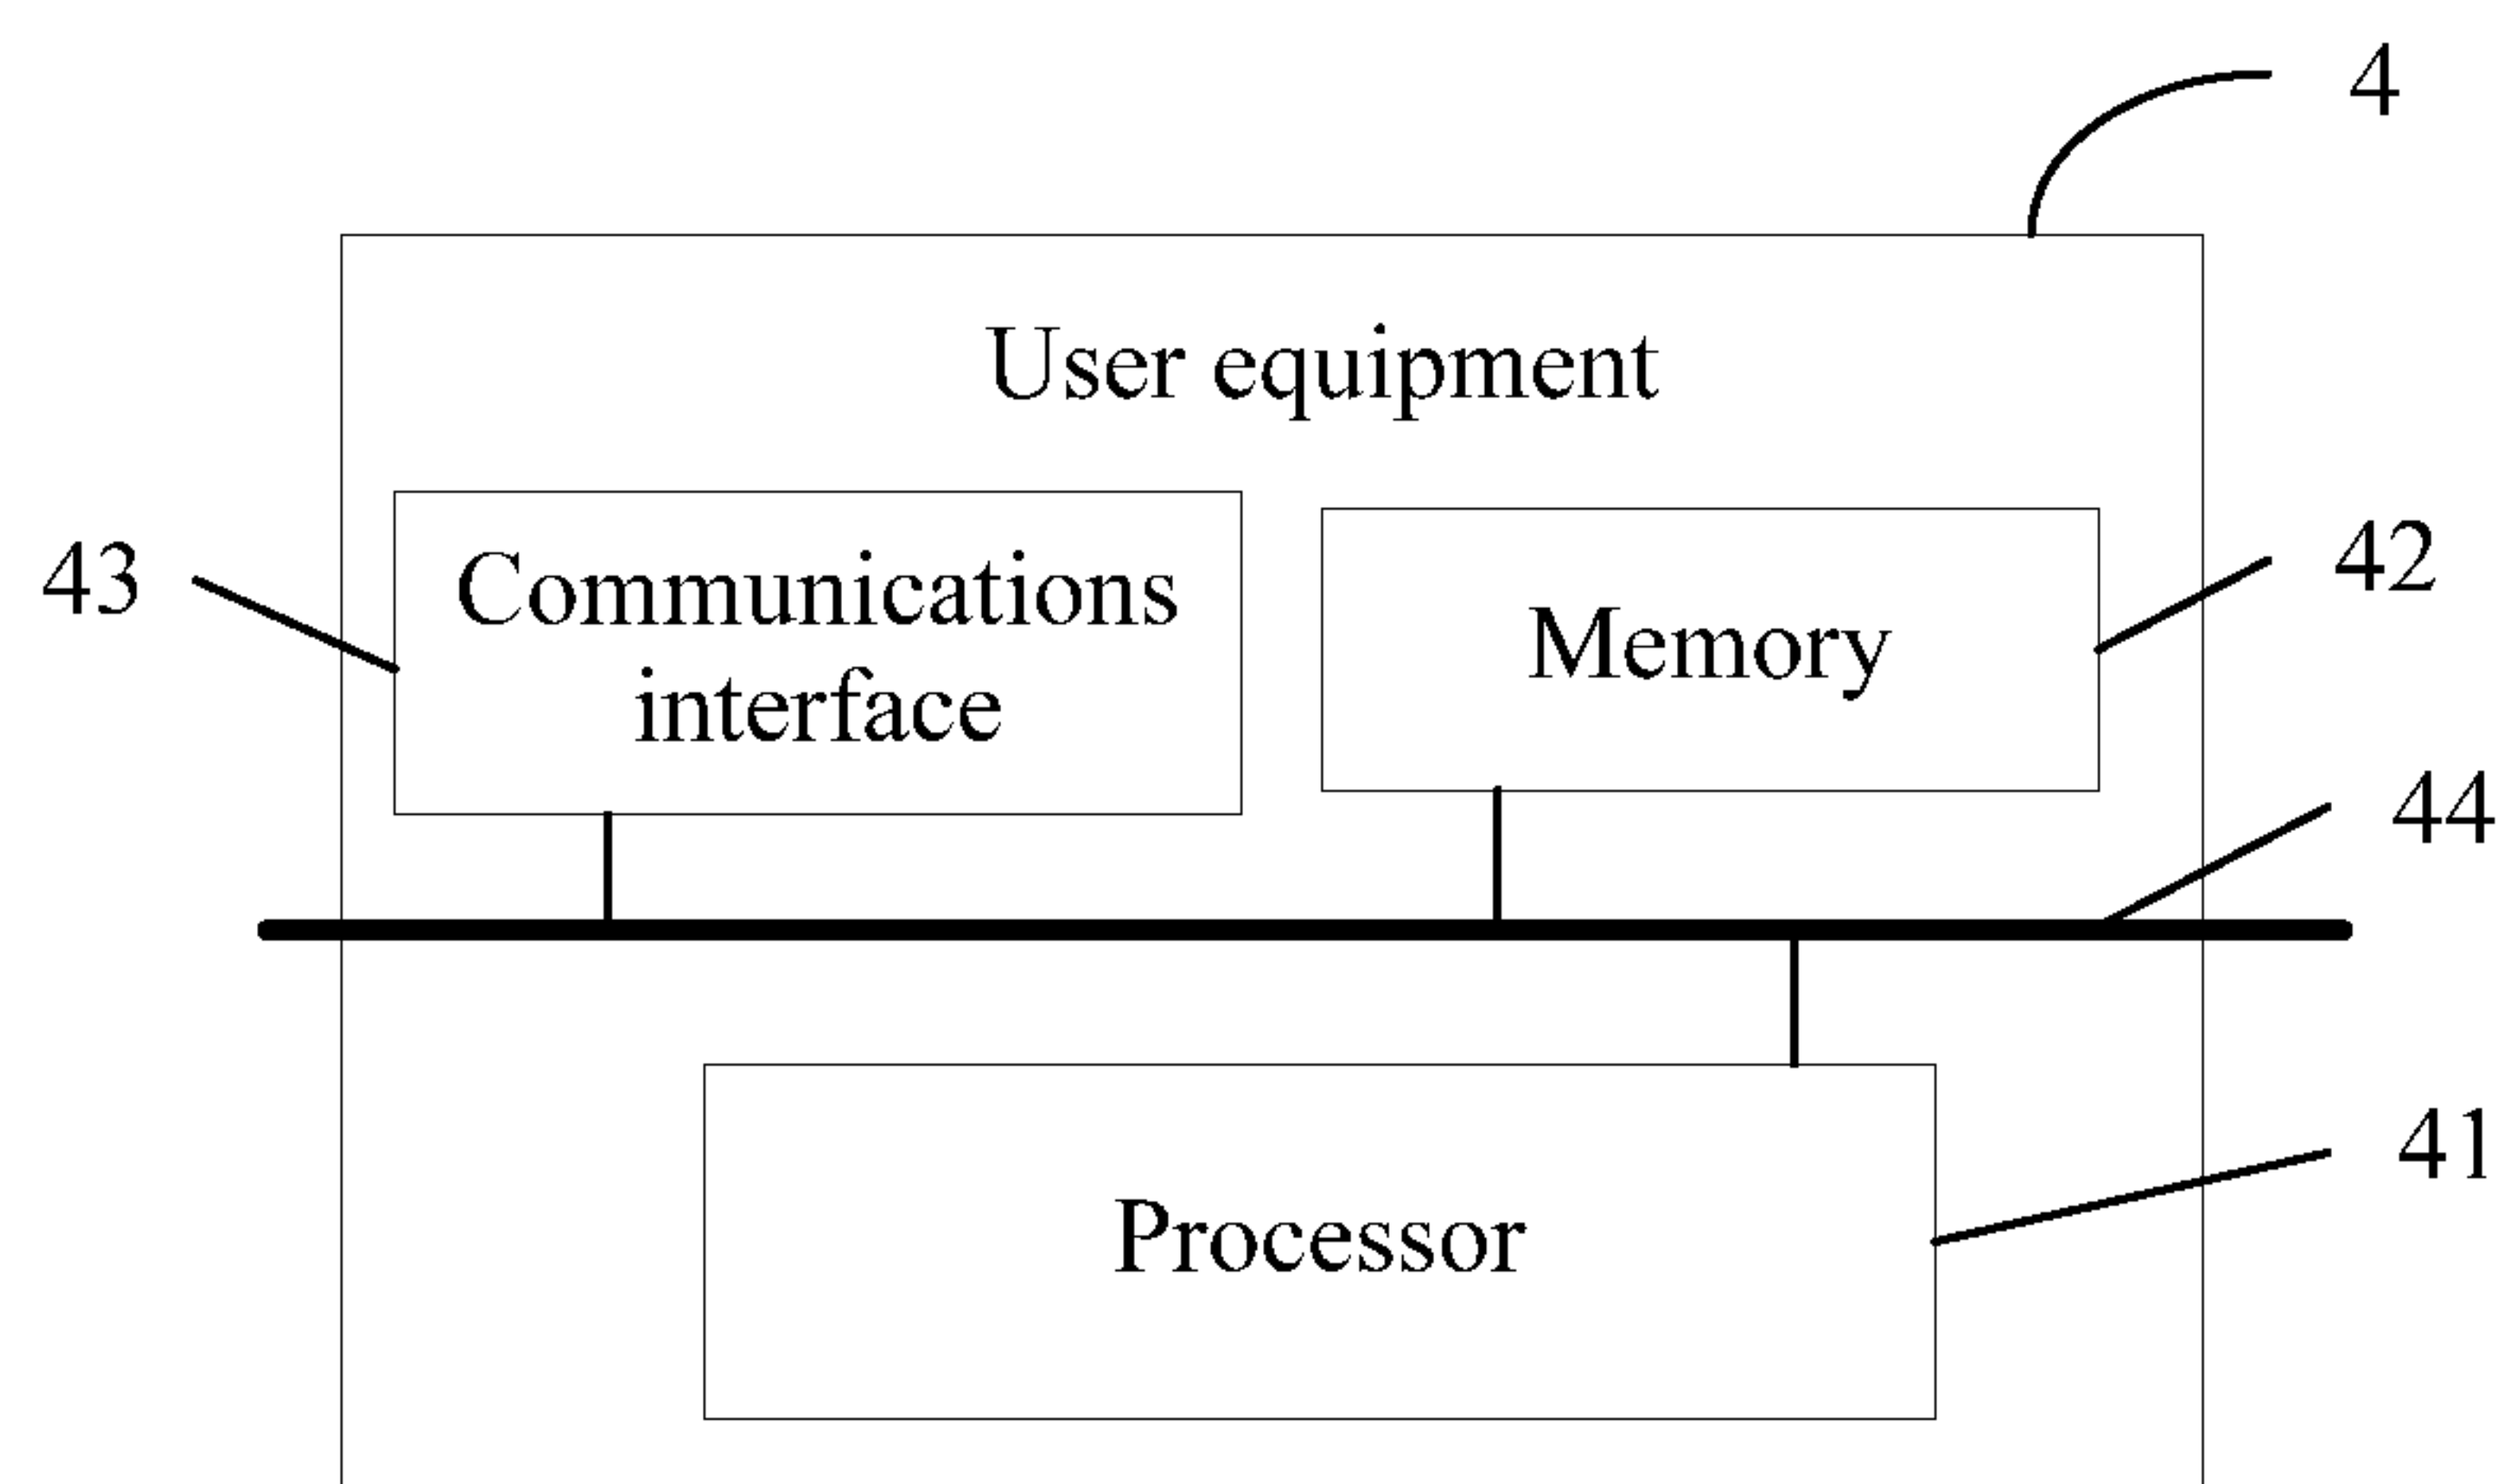 4
User equipment
43
Communications
interface
Memory
42
44
Processor
41